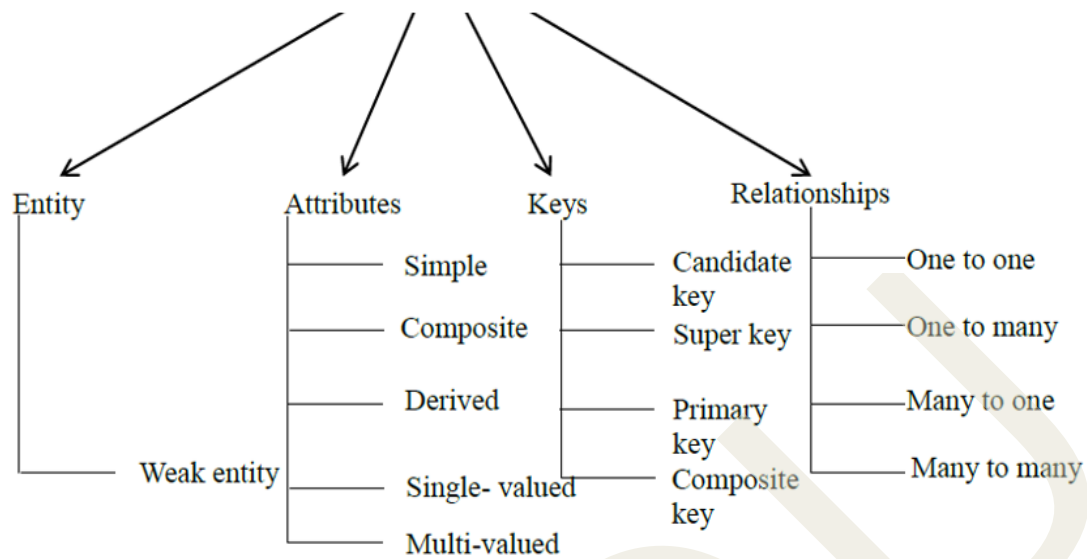 Entity
Attributes
Keys
Relationships
Simple
Composite
Derived
Single- valued
Multi-valued
Weak entity
Candidate
key
Super key
Primary
key
Composite
key
One to one
One to many
Many to one
Many to many